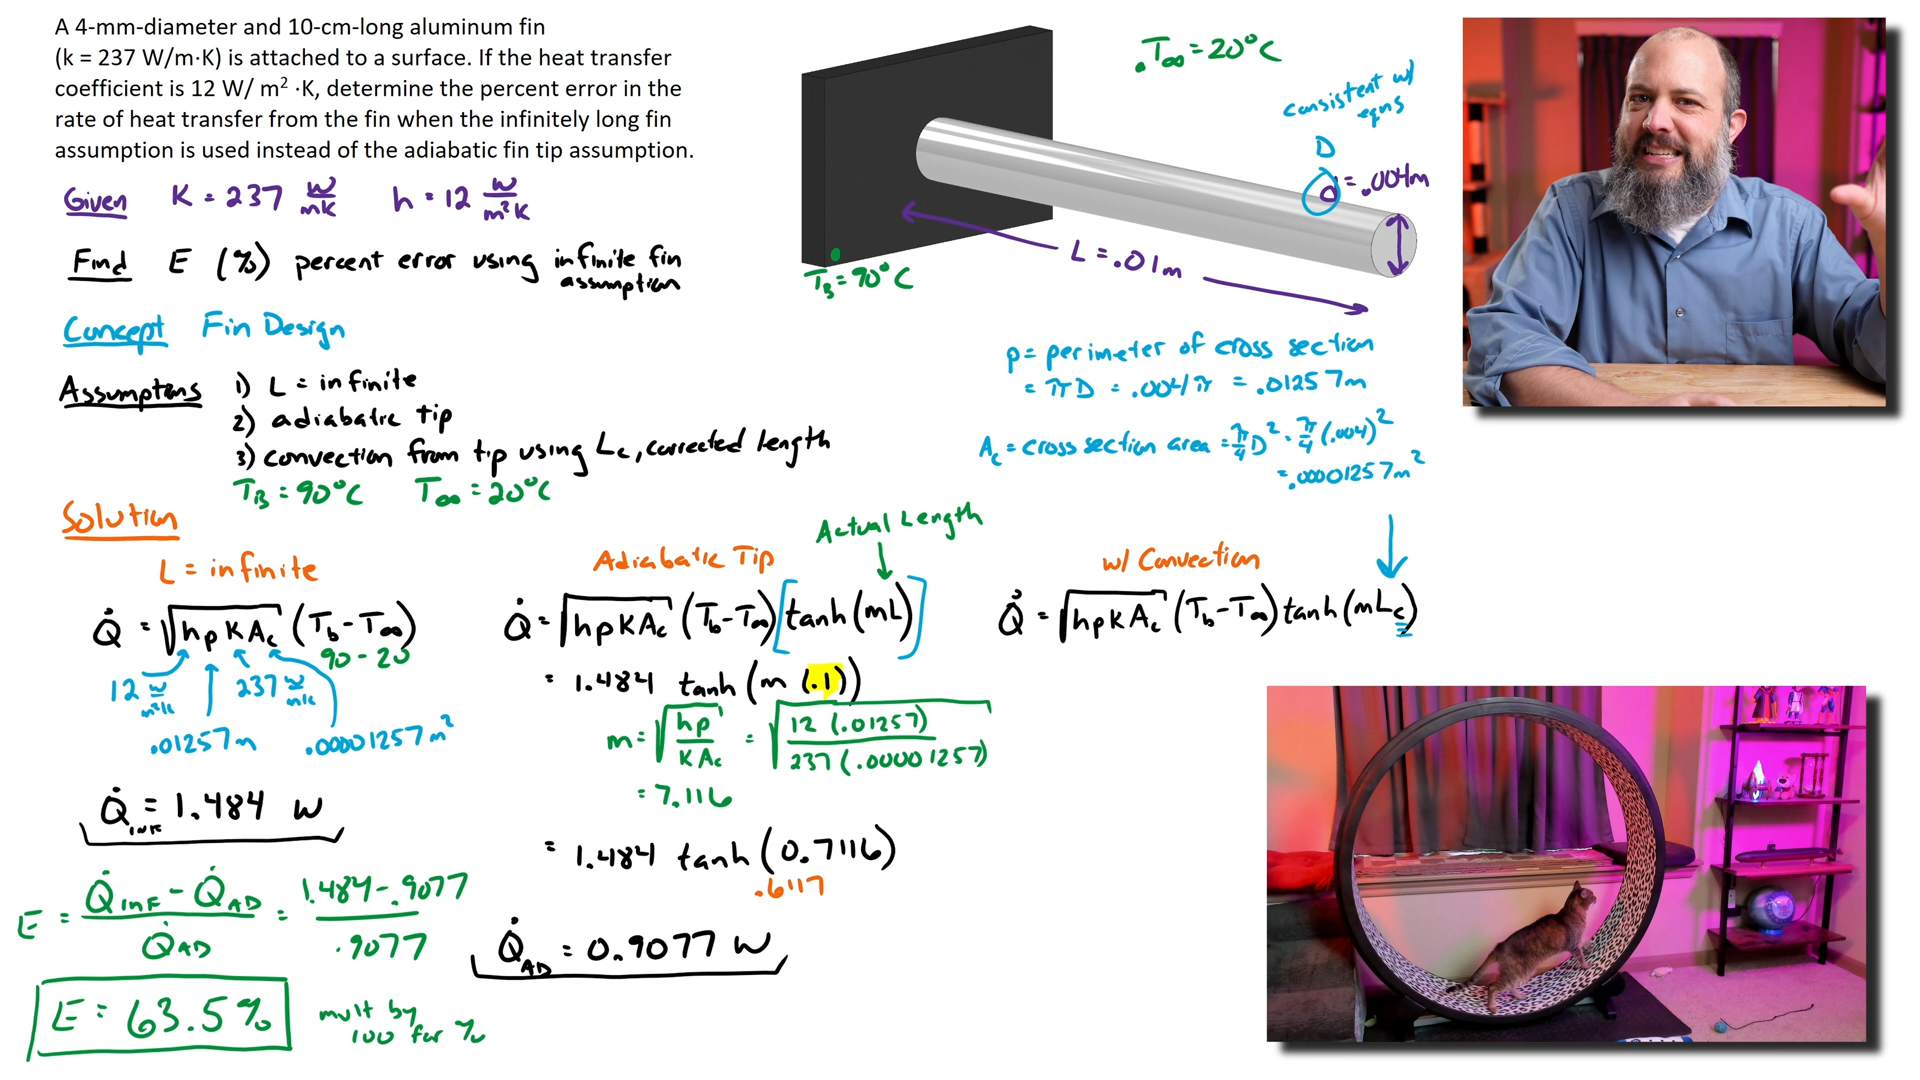 A 4-mm-diameter and 10-cm-long aluminum fin
(k = 237 W/m·K) is attached to a surface. If the heat transfer
coefficient is 12 W/ m² ·K, determine the percent error in the
rate of heat transfer from the fin when the infinitely long fin
assumption is used instead of the adiabatic fin tip assumption.
Given K = 237 W/mK h = 12 W/m²K
Find E (%) percent error using infinite fin
assumption
Concept Fin Design
Assumptions 1) L = infinite
2) adiabatic tip
3) convection from tip using Lc, corrected length
TB = 90°C T∞ = 20°C
T∞ = 20°C
consistent w/
eqns
D
d = .004m
L = .01m
TB = 90°C
p = perimeter of cross section
= πD = .004π = .01257m
Ac = cross section area = π/4 D² = π/4 (.004)²
= .00001257m²
Solution
L = infinite
Q̇ = √hpKAc (Tb - T∞)
90 - 20
12 W/m²K 237 W/mK
.01257m .00001257m²
Q̇INF = 1.484 W
E = Q̇INF - Q̇AD / Q̇AD = 1.484 - .9077 / .9077
E = 63.5%
mult by
100 for %
Actual Length
Adiabatic Tip
Q̇ = √hpKAc (Tb - T∞) [tanh(mL)]
= 1.484 tanh (m (.1))
m = √hp/KAc = √12 (.01257) / 237 (.00001257)
= 7.116
= 1.484 tanh (0.7116)
.6117
Q̇AD = 0.9077 W
w/ Convection
Q̇ = √hpKAc (Tb - T∞) tanh (mLc)